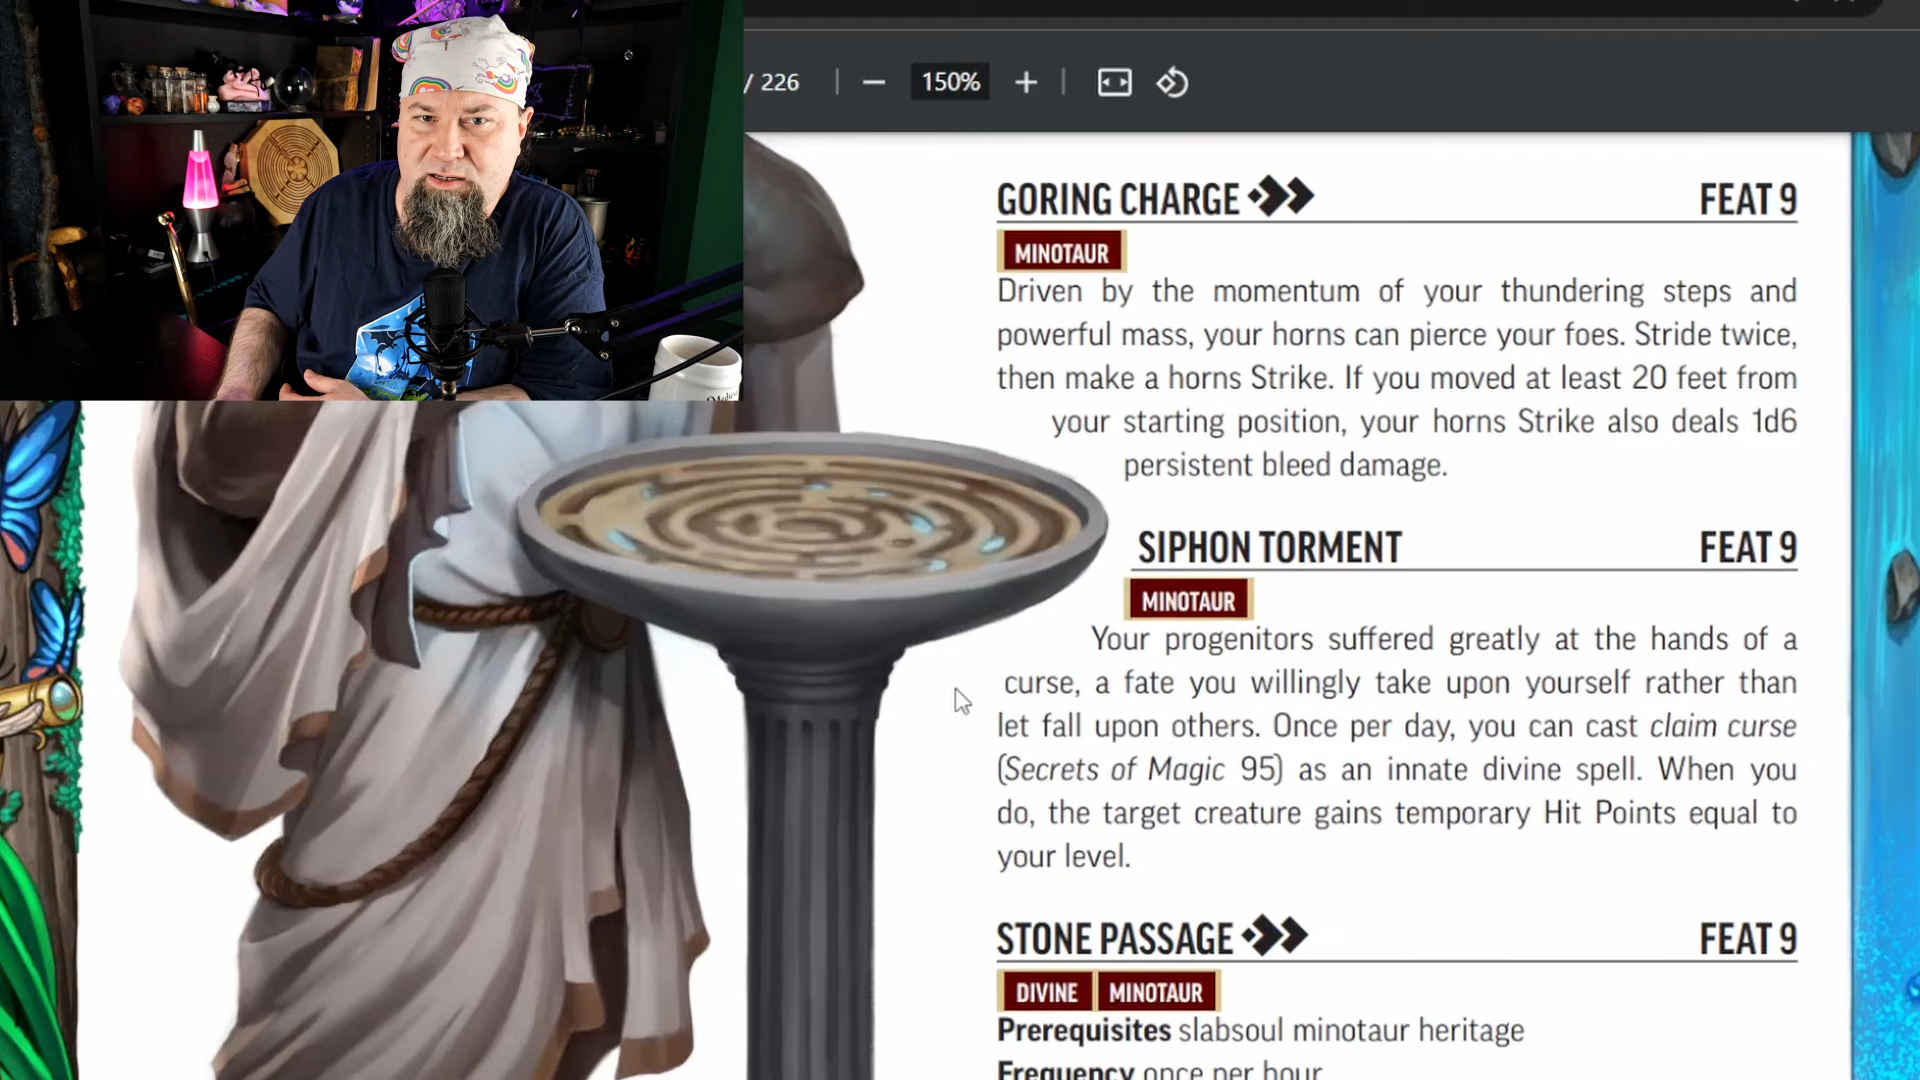 / 226
150%
GORING CHARGE
FEAT 9
MINOTAUR
Driven by the momentum of your thundering steps and
powerful mass, your horns can pierce your foes. Stride twice,
then make a horns Strike. If you moved at least 20 feet from
your starting position, your horns Strike also deals 1d6
persistent bleed damage.
SIPHON TORMENT
FEAT 9
MINOTAUR
Your progenitors suffered greatly at the hands of a
curse, a fate you willingly take upon yourself rather than
let fall upon others. Once per day, you can cast claim curse
(Secrets of Magic 95) as an innate divine spell. When you
do, the target creature gains temporary Hit Points equal to
your level.
STONE PASSAGE
FEAT 9
DIVINE MINOTAUR
Prerequisites slabsoul minotaur heritage
Frequency once per hour